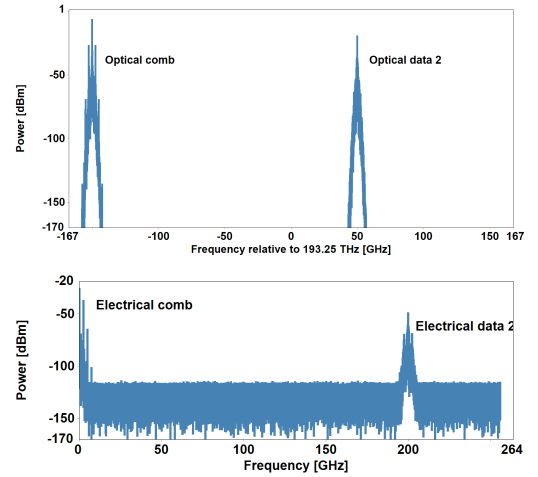 1
Optical comb
Optical data 2
-50
-100
-150
-170
Power [dBm]
-167 -100 -50 0 50 100 150 167
Frequency relative to 193.25 THz [GHz]
-20
Electrical comb
-50
Electrical data 2
-100
-150
-170
Power [dBm]
0 50 100 150 200 264
Frequency [GHz]